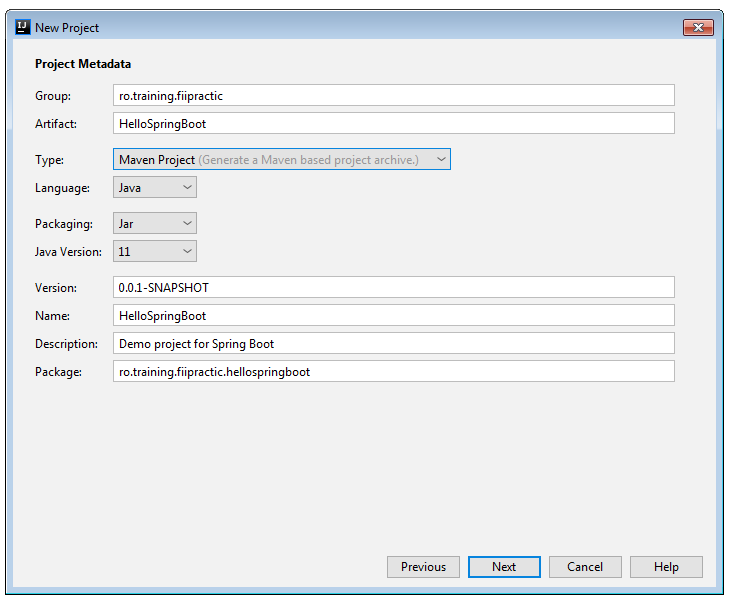 IJ New Project
Project Metadata
Group: ro.training.fiipractic
Artifact: HelloSpringBoot
Type: Maven Project (Generate a Maven based project archive.)
Language: Java
Packaging: Jar
Java Version: 11
Version: 0.0.1-SNAPSHOT
Name: HelloSpringBoot
Description: Demo project for Spring Boot
Package: ro.training.fiipractic.hellospringboot
Previous Next Cancel Help